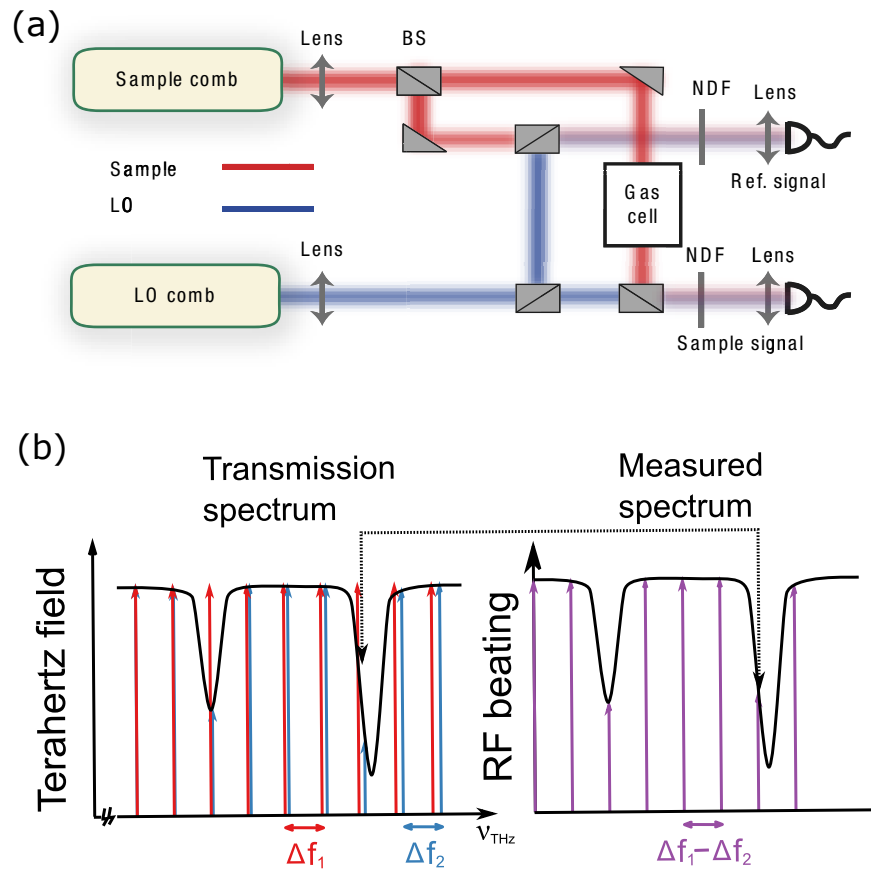 (a)
Lens
BS
Sample comb
NDF
Lens
Sample
LO
Gas
cell
Ref. signal
Lens
NDF
Lens
LO comb
Sample signal
(b)
Transmission
spectrum
Measured
spectrum
Terahertz field
RF beating
νTHz
Δf1
Δf2
Δf1−Δf2